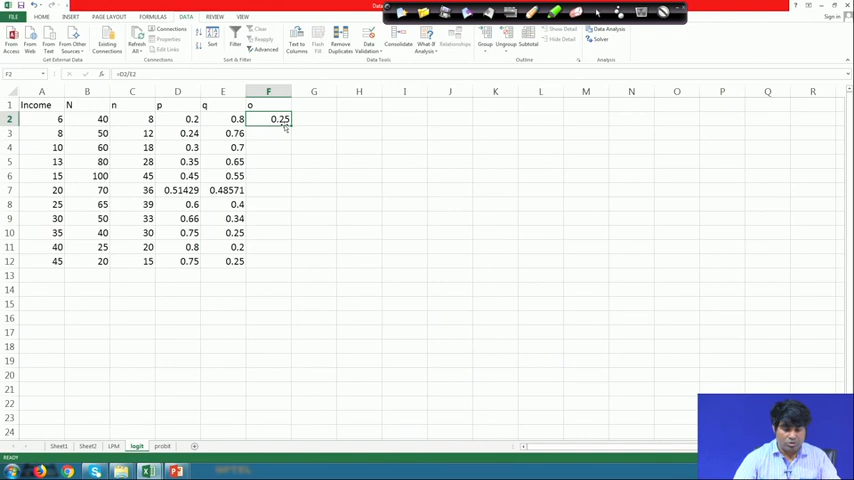 Data
Sign in
FILE HOME INSERT PAGE LAYOUT FORMULAS DATA REVIEW VIEW
From Access From Web From Text From Other Sources Existing Connections Refresh All Connections Properties Edit Links Sort Filter Clear Reapply Advanced Text to Columns Flash Fill Remove Duplicates Data Validation Consolidate What-If Analysis Relationships Group Ungroup Subtotal Show Detail Hide Detail Data Analysis Solver
Get External Data Connections Sort & Filter Data Tools Outline Analysis
F2 =D2/E2
A B C D E F G H I J K L M N O P Q R
1 Income N n p q o
2 6 40 8 0.2 0.8 0.25
3 8 50 12 0.24 0.76
4 10 60 18 0.3 0.7
5 13 80 28 0.35 0.65
6 15 100 45 0.45 0.55
7 20 70 36 0.51429 0.48571
8 25 65 39 0.6 0.4
9 30 50 33 0.66 0.34
10 35 40 30 0.75 0.25
11 40 25 20 0.8 0.2
12 45 20 15 0.75 0.25
13
14
15
16
17
18
19
20
21
22
23
24
Sheet1 Sheet2 LPM logit probit
READY